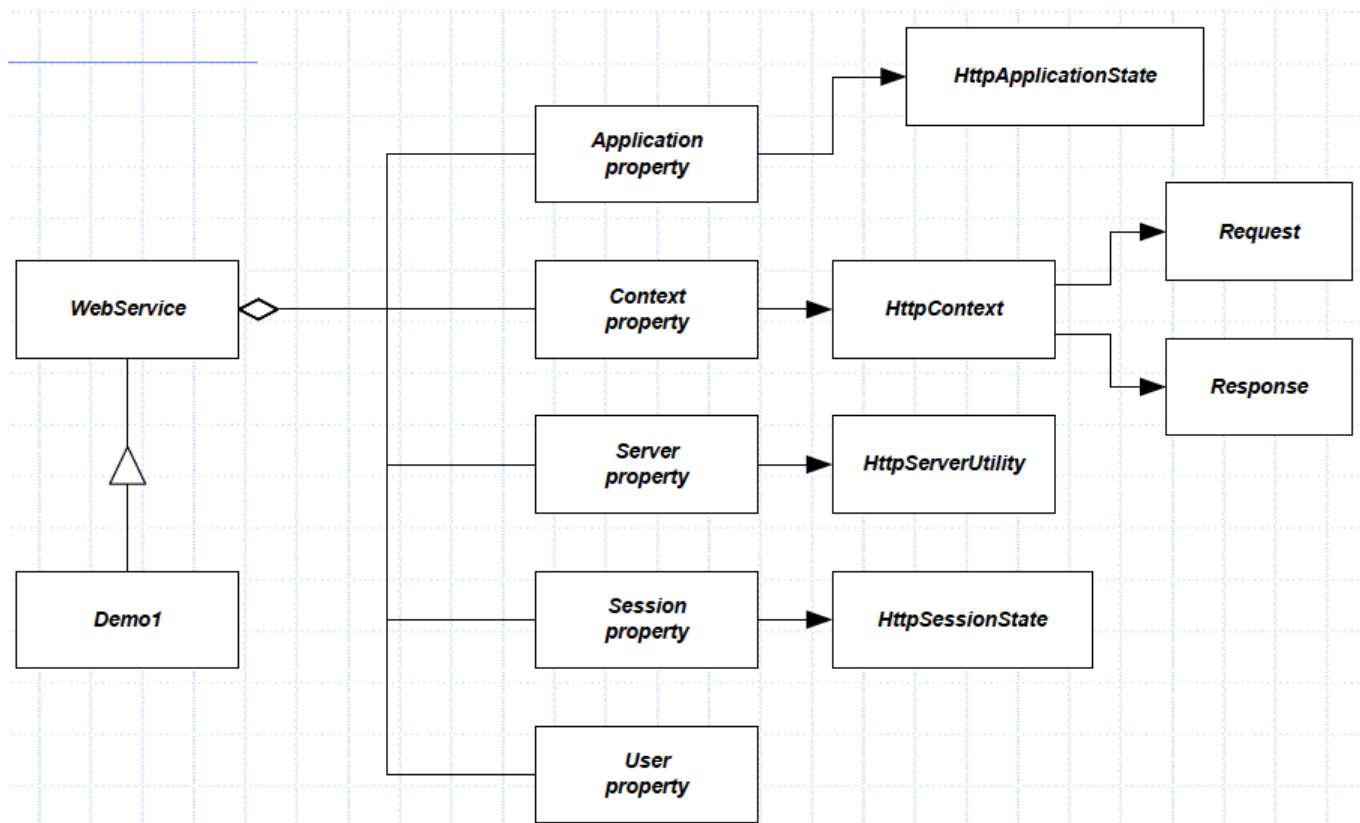 HttpApplicationState
Application
property
Request
WebService
Context
property
HttpContext
Response
Server
property
HttpServerUtility
Demo1
Session
property
HttpSessionState
User
property